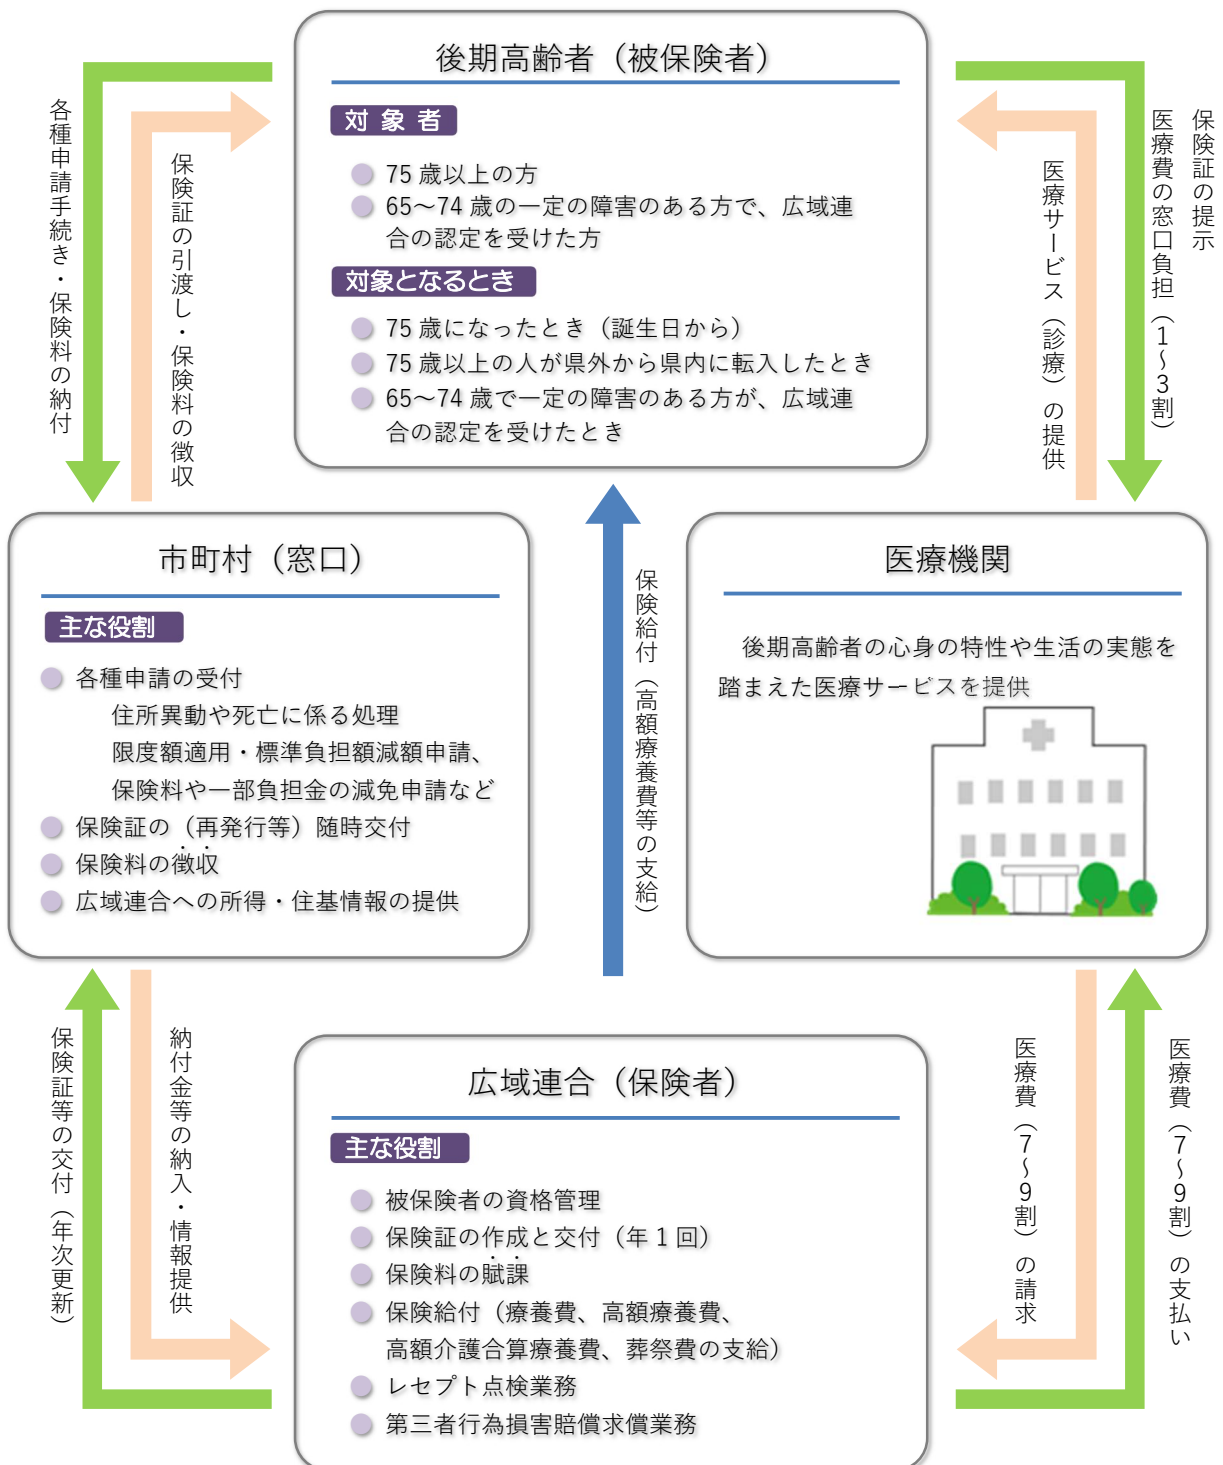 後期高齢者（被保険者）
対 象 者
75 歳以上の方
65～74 歳の一定の障害のある方で、広域連
合の認定を受けた方
対象となるとき
75 歳になったとき（誕生日から）
75 歳以上の人が県外から県内に転入したとき
65～74 歳で一定の障害のある方が、広域連
合の認定を受けたとき
各種申請手続き・保険料の納付
保険証の引渡し・保険料の徴収
医療サービス（診療）の提供
保険証の提示
医療費の窓口負担（1～3割）
市町村（窓口）
主な役割
各種申請の受付
住所異動や死亡に係る処理
限度額適用・標準負担額減額申請、
保険料や一部負担金の減免申請など
保険証の（再発行等）随時交付
保険料の徴収
広域連合への所得・住基情報の提供
保険給付（高額療養費等の支給）
医療機関
後期高齢者の心身の特性や生活の実態を
踏まえた医療サービスを提供
保険証等の交付（年次更新）
納付金等の納入・情報提供
医療費（7～9割）の請求
医療費（7～9割）の支払い
広域連合（保険者）
主な役割
被保険者の資格管理
保険証の作成と交付（年 1 回）
保険料の賦課
保険給付（療養費、高額療養費、
高額介護合算療養費、葬祭費の支給）
レセプト点検業務
第三者行為損害賠償求償業務